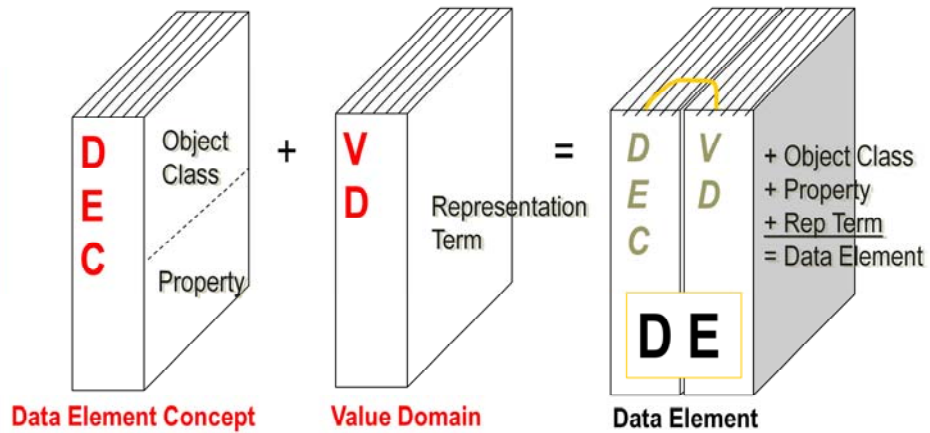 D
E
C
Object
Class
Property
Data Element Concept
+
V
D
Representation
Term
Value Domain
=
D
E
C
V
D
D E
+ Object Class
+ Property
+ Rep Term
= Data Element
Data Element